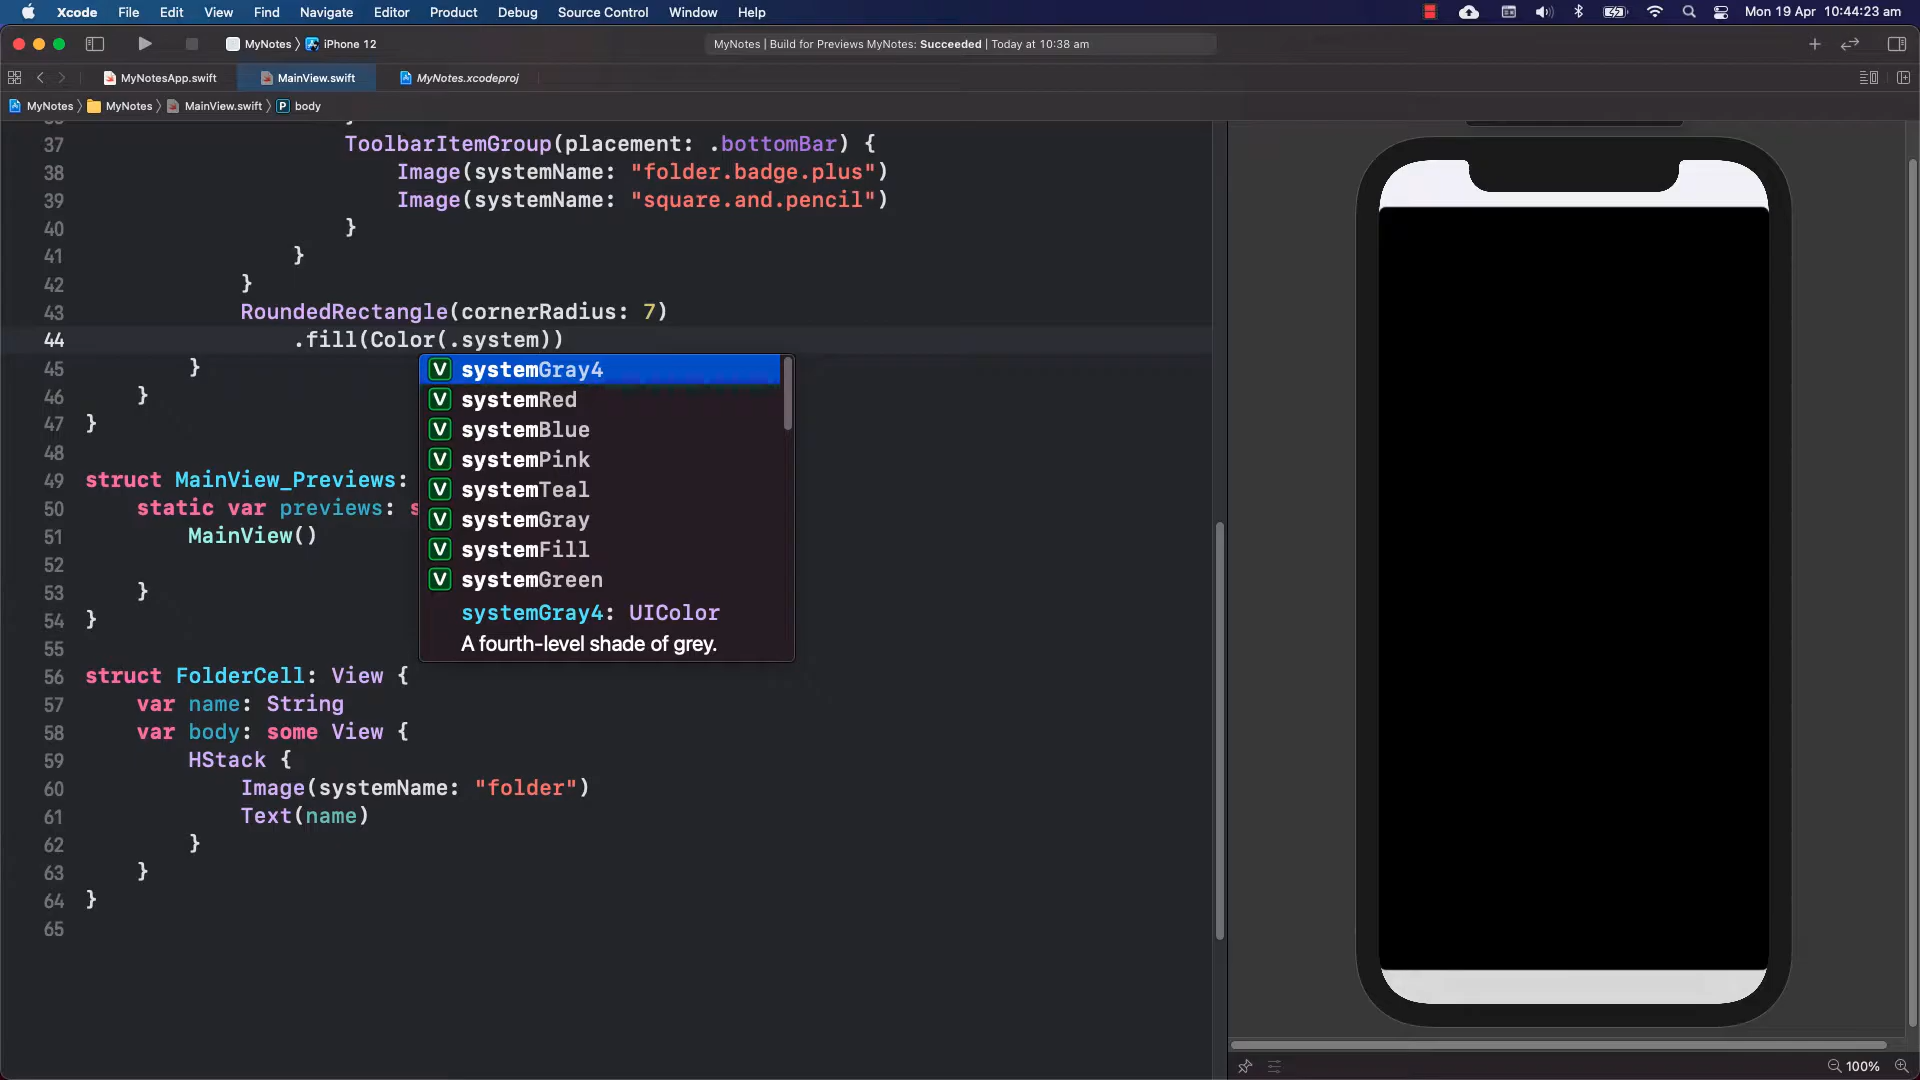 Xcode File Edit View Find Navigate Editor Product Debug Source Control Window Help Mon 19 Apr 10:44:23 am
MyNotes 〉 iPhone 12 MyNotes | Build for Previews MyNotes: Succeeded | Today at 10:38 am
MyNotesApp.swift MainView.swift MyNotes.xcodeproj
MyNotes 〉 MyNotes 〉 MainView.swift 〉 P body
37 ToolbarItemGroup(placement: .bottomBar) {
38 Image(systemName: "folder.badge.plus")
39 Image(systemName: "square.and.pencil")
40 }
41 }
42 }
43 RoundedRectangle(cornerRadius: 7)
44 .fill(Color(.system))
45 }
46 }
47 }
48
49 struct MainView_Previews:
50 static var previews: s
51 MainView()
52
53 }
54 }
55
56 struct FolderCell: View {
57 var name: String
58 var body: some View {
59 HStack {
60 Image(systemName: "folder")
61 Text(name)
62 }
63 }
64 }
65
V systemGray4
V systemRed
V systemBlue
V systemPink
V systemTeal
V systemGray
V systemFill
V systemGreen
systemGray4: UIColor
A fourth-level shade of grey.
100%